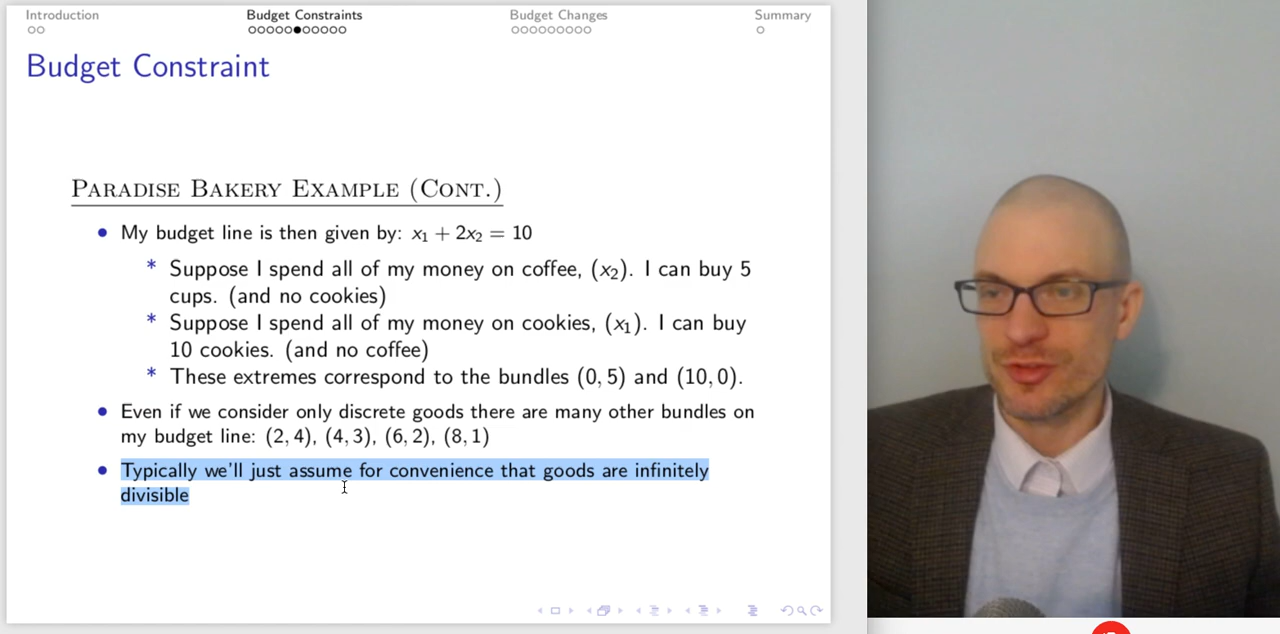 Introduction Budget Constraints Budget Changes Summary
Budget Constraint
Paradise Bakery Example (Cont.)
• My budget line is then given by: x₁ + 2x₂ = 10
* Suppose I spend all of my money on coffee, (x₂). I can buy 5
cups. (and no cookies)
* Suppose I spend all of my money on cookies, (x₁). I can buy
10 cookies. (and no coffee)
* These extremes correspond to the bundles (0, 5) and (10, 0).
• Even if we consider only discrete goods there are many other bundles on
my budget line: (2, 4), (4, 3), (6, 2), (8, 1)
• Typically we'll just assume for convenience that goods are infinitely
divisible